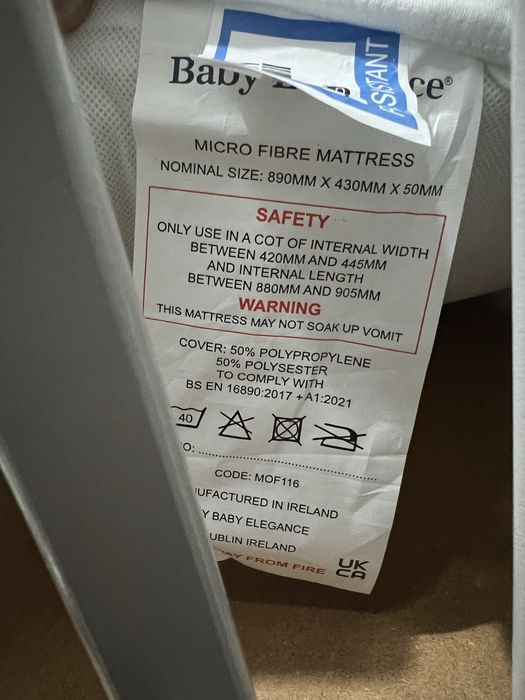 Baby ce®
SISTANT
MICRO FIBRE MATTRESS
NOMINAL SIZE: 890MM X 430MM X 50MM
SAFETY
ONLY USE IN A COT OF INTERNAL WIDTH
BETWEEN 420MM AND 445MM
AND INTERNAL LENGTH
BETWEEN 880MM AND 905MM
WARNING
THIS MATTRESS MAY NOT SOAK UP VOMIT
COVER: 50% POLYPROPYLENE
50% POLYSESTER
TO COMPLY WITH
BS EN 16890:2017 +A1:2021
40
O:
CODE: MOF116
UFACTURED IN IRELAND
Y BABY ELEGANCE
UBLIN IRELAND
AY FROM FIRE
UK
CA